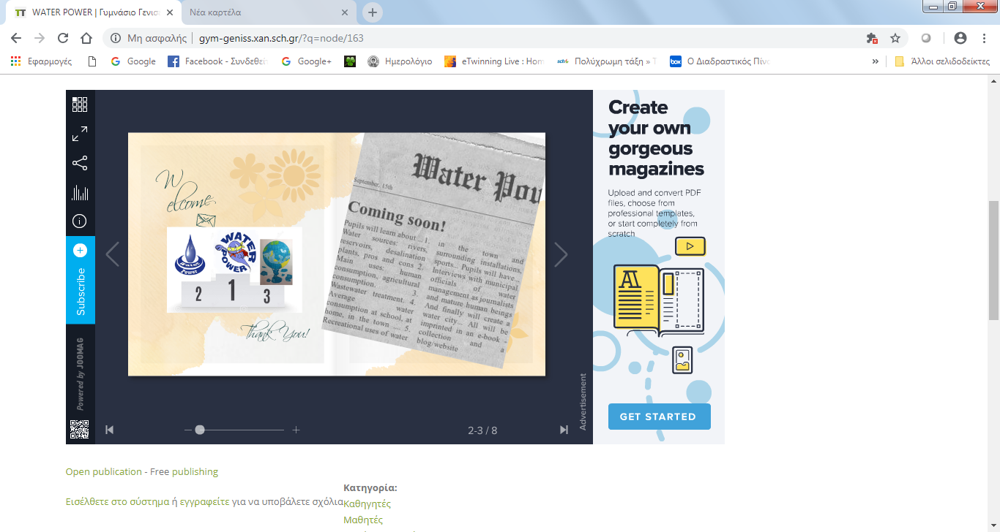 WATER POWER | Γυμνάσιο Γενισ
Νέα καρτέλα
Μη ασφαλής
gym-geniss.xan.sch.gr/?q=node/163
Εφαρμογές
Google
Facebook - Συνδεθεί
Google+
Ημερολόγιο
eTwinning Live : Hom
Πολύχρωμη τάξη » Τ
box
Ο Διαδραστικός Πίνα
»
Άλλοι σελιδοδείκτες
Subscribe
Powered by JOOMAG
Welcome
WATER POWER
2
1
3
Thank You!
Water Pow
September, 15th
Coming soon!
Pupils will learn about ... 1.
Water sources: rivers,
reservoirs, desalination
plants, pros and cons 2.
Main uses: human
consumption, agricultural
consumption. 3.
Wastewater treatment. 4.
Average water
consumption at school, at
home, in the town .... 5.
Recreational uses of water
in the town and
surrounding installations,
sports... Pupils will have...
Interviews with municipal
officials of water
management as journalists
and mature human beings
And finally will create a
water city... All will be
imprinted in an e-book -
collection and a
blog/website
Advertisement
2-3 / 8
Create
your own
gorgeous
magazines
Upload and convert PDF
files, choose from
professional templates,
or start completely from
scratch
GET STARTED
Open publication - Free publishing
Κατηγορία:
Εισέλθετε στο σύστημα ή εγγραφείτε για να υποβάλετε σχόλια
Καθηγητές
Μαθητές